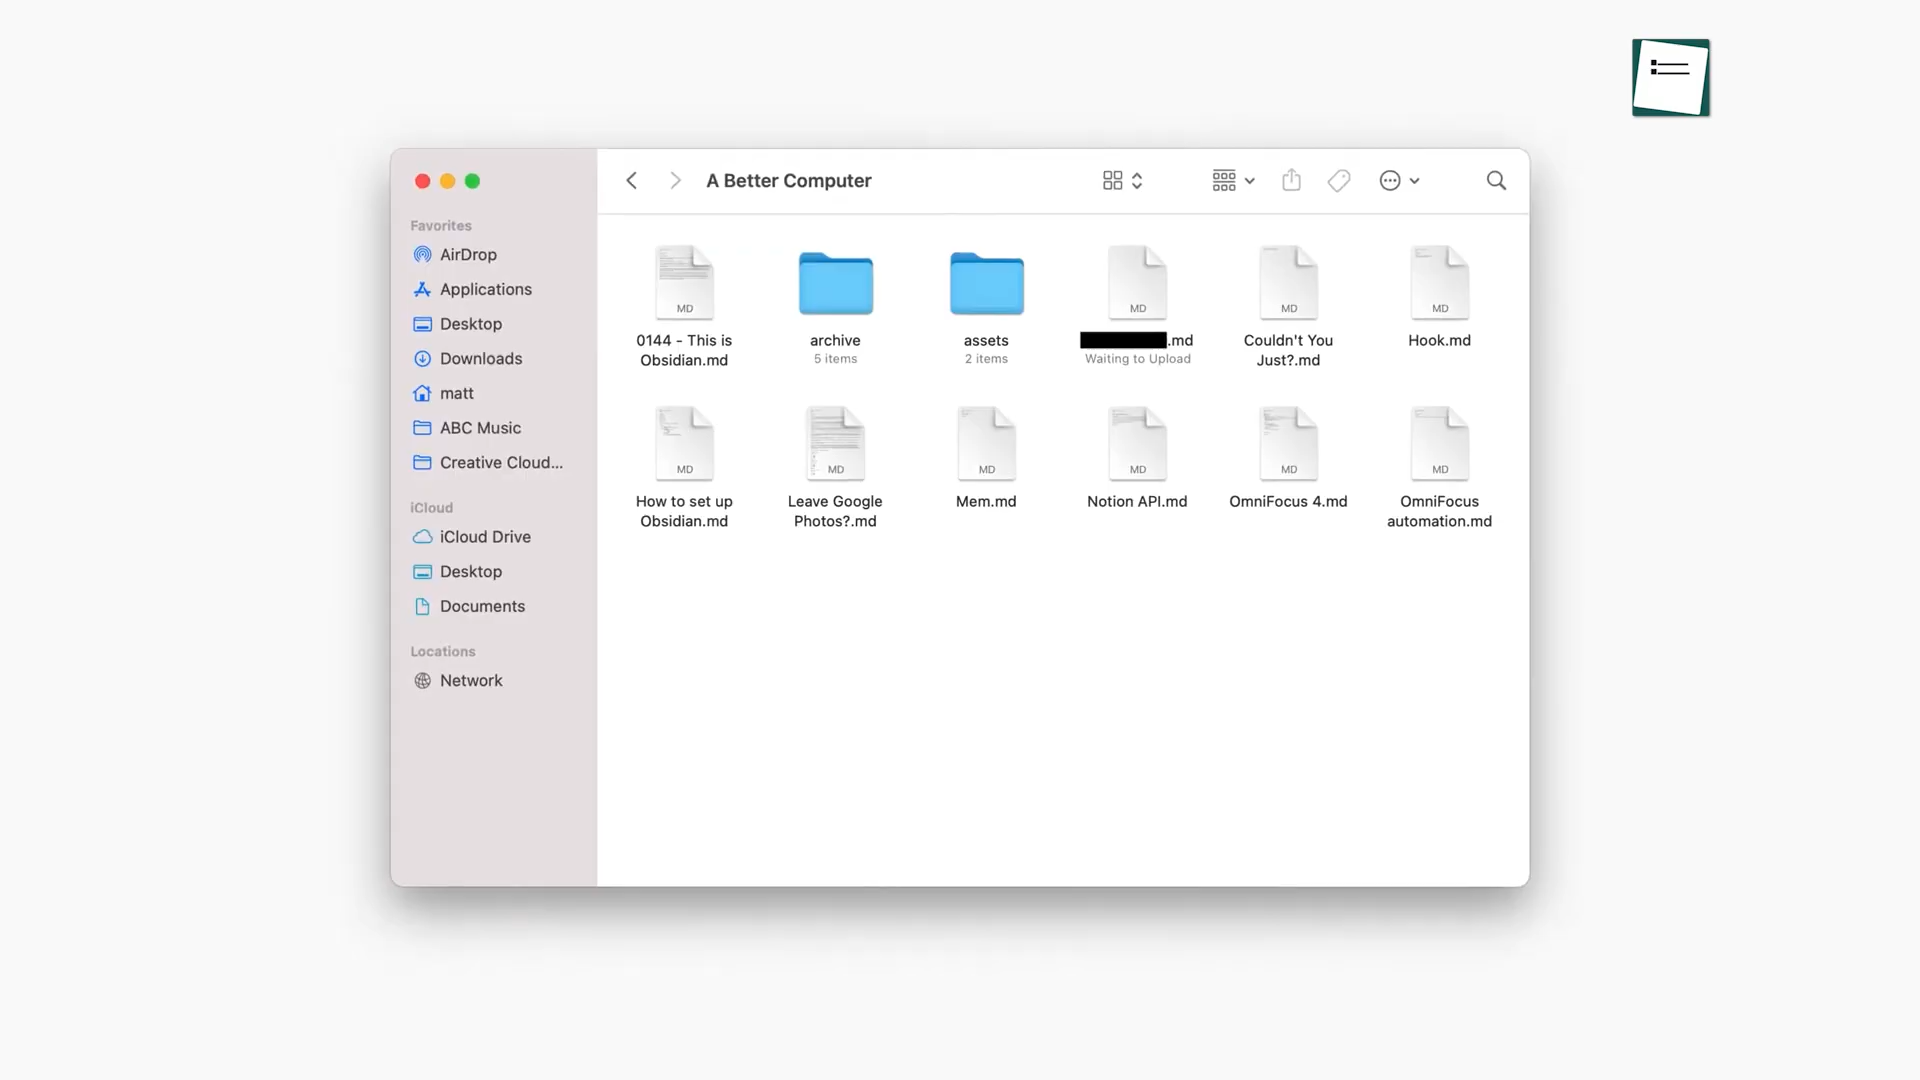 A Better Computer
Favorites
AirDrop
Applications
Desktop
Downloads
matt
ABC Music
Creative Cloud...
iCloud
iCloud Drive
Desktop
Documents
Locations
Network
MD
0144 - This is
Obsidian.md
archive
5 items
assets
2 items
MD
.md
Waiting to Upload
MD
Couldn't You
Just?.md
MD
Hook.md
MD
How to set up
Obsidian.md
MD
Leave Google
Photos?.md
MD
Mem.md
MD
Notion API.md
MD
OmniFocus 4.md
MD
OmniFocus
automation.md